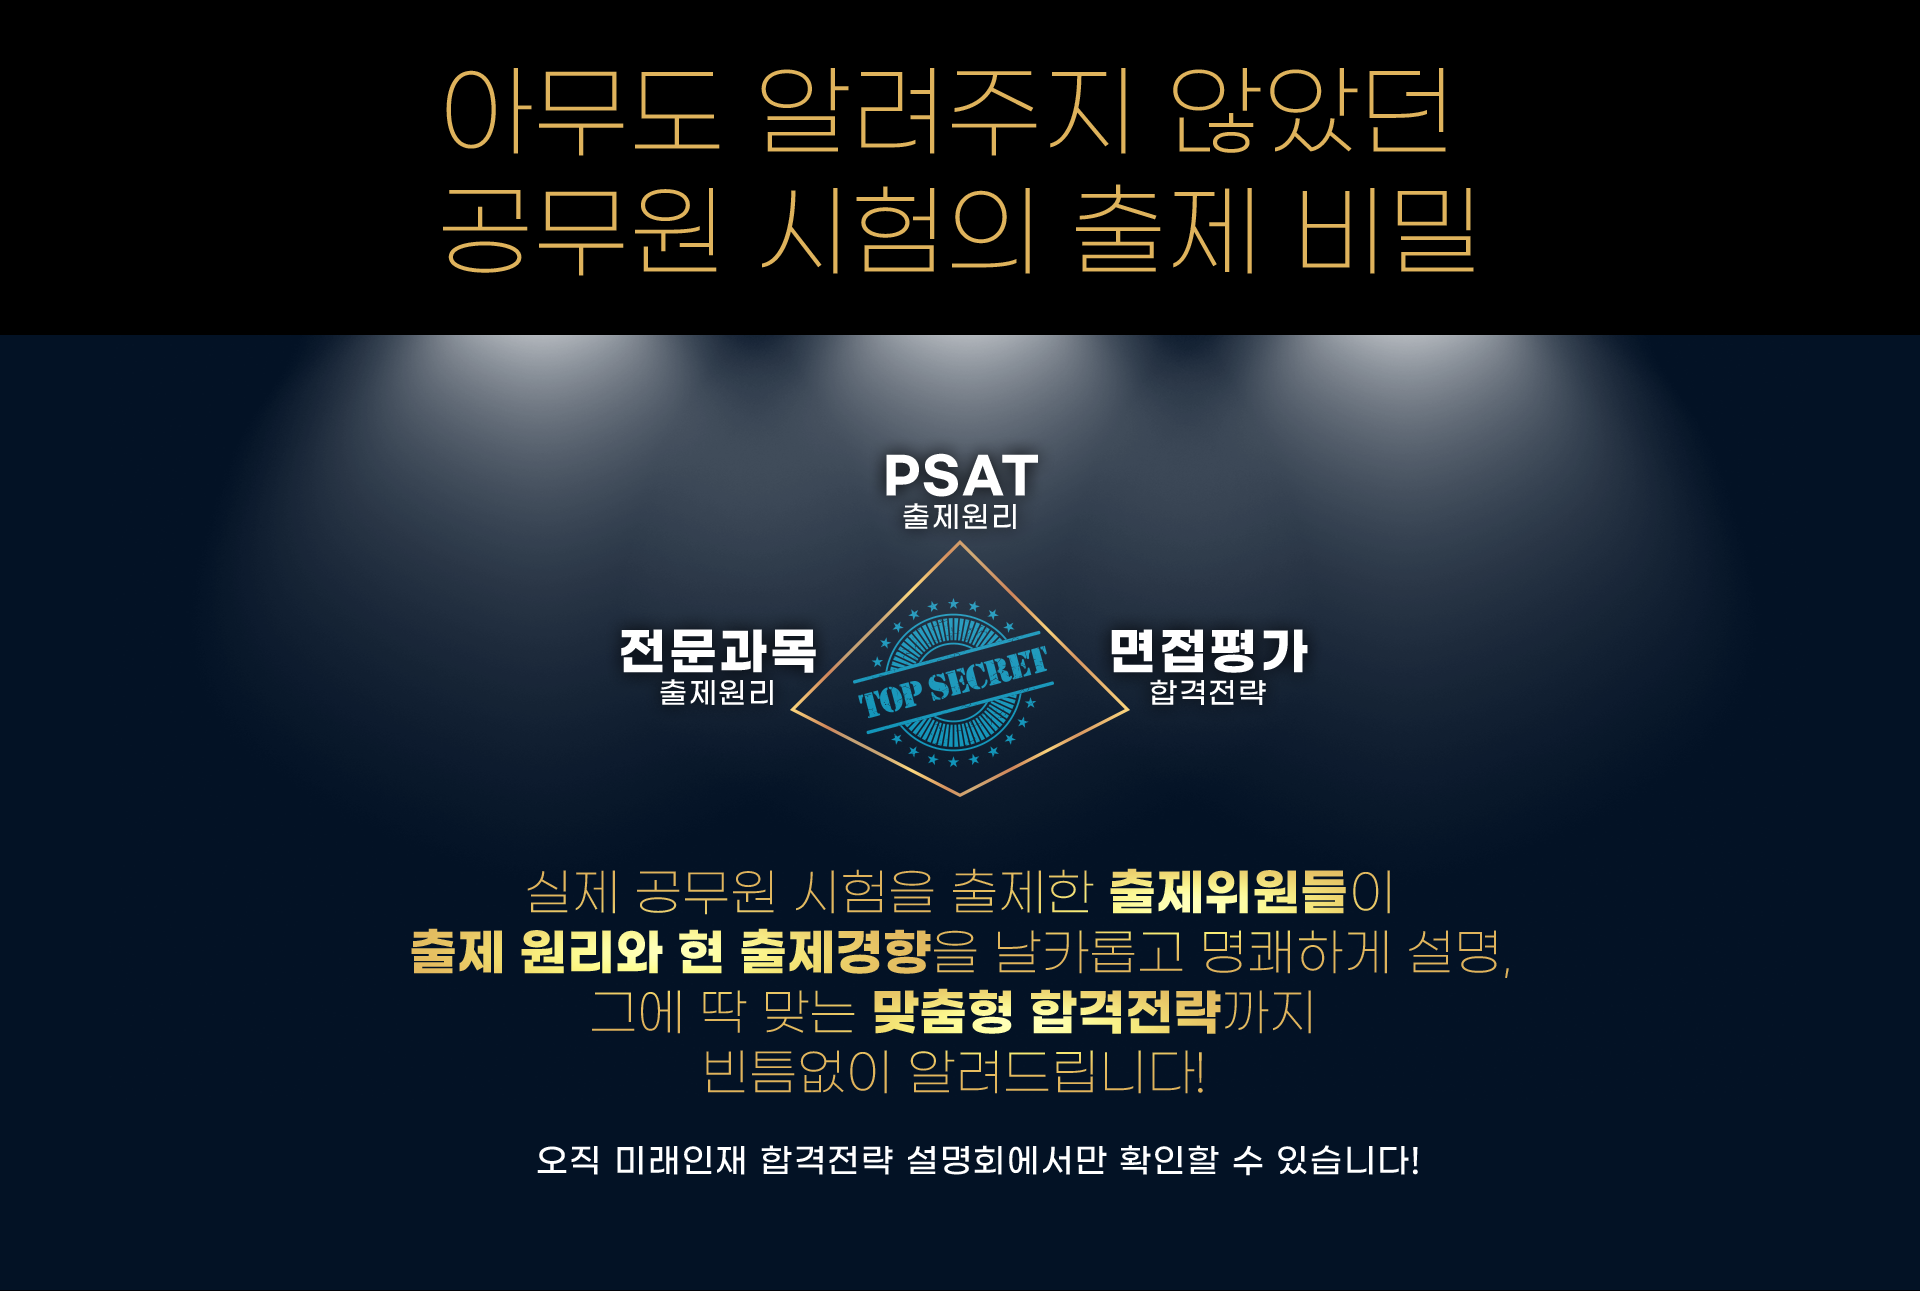 아무도 알려주지 않았던
공무원 시험의 출제 비밀
PSAT
출제원리
전문과목
출제원리
TOP SECRET
면접평가
합격전략
실제 공무원 시험을 출제한 출제위원들이
출제 원리와 현 출제경향을 날카롭고 명쾌하게 설명,
그에 딱 맞는 맞춤형 합격전략까지
빈틈없이 알려드립니다!
오직 미래인재 합격전략 설명회에서만 확인할 수 있습니다!